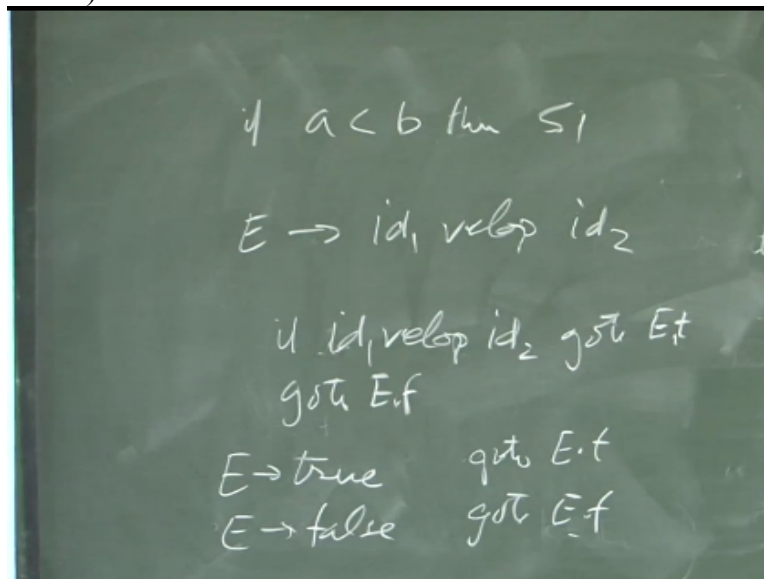 if a < b then S1
E → id₁ relop id₂
if id₁ relop id₂ goto E.t
goto E.f
E → true goto E.t
E → false goto E.f